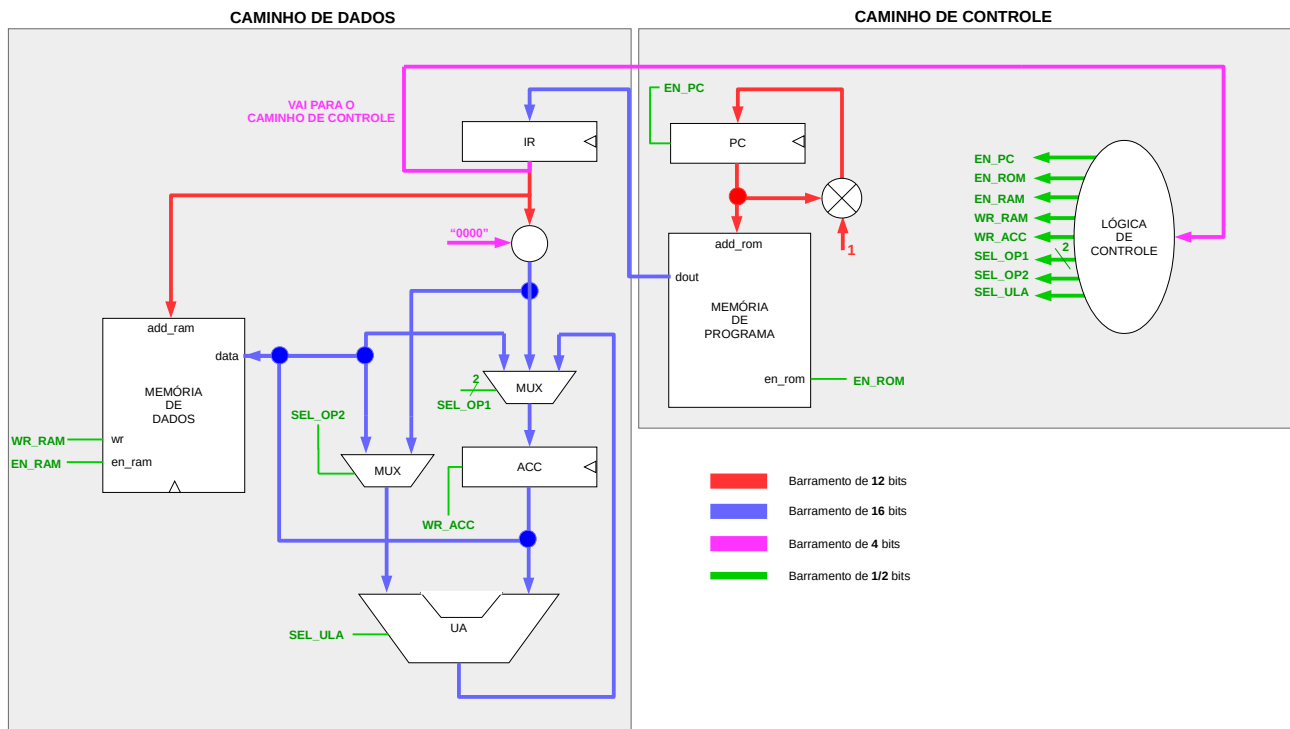 CAMINHO DE DADOS
CAMINHO DE CONTROLE
VAI PARA O
CAMINHO DE CONTROLE
IR
“0000”
add_ram
data
MEMÓRIA
DE
DADOS
wr
en_ram
WR_RAM
EN_RAM
SEL_OP2
MUX
2
SEL_OP1
MUX
ACC
WR_ACC
SEL_ULA
UA
EN_PC
PC
1
add_rom
dout
MEMÓRIA
DE
PROGRAMA
en_rom
EN_ROM
EN_PC
EN_ROM
EN_RAM
WR_RAM
WR_ACC
2
SEL_OP1
SEL_OP2
SEL_ULA
LÓGICA
DE
CONTROLE
Barramento de 12 bits
Barramento de 16 bits
Barramento de 4 bits
Barramento de 1/2 bits